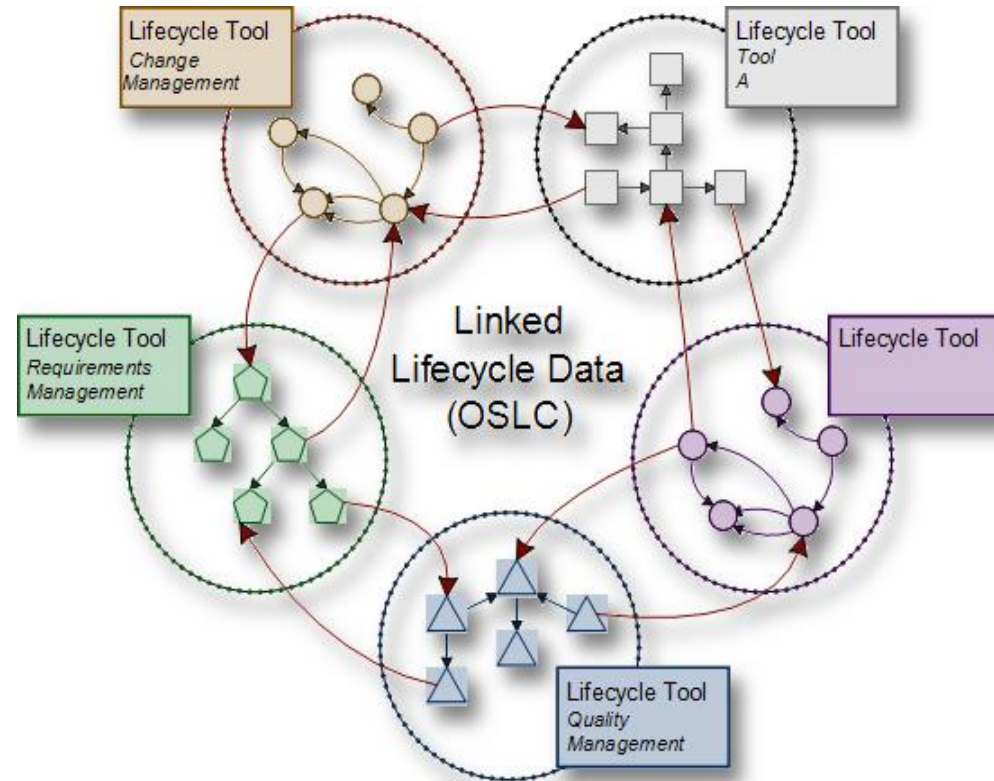 Lifecycle Tool
Change
Management
Lifecycle Tool
Tool
A
Linked
Lifecycle Data
(OSLC)
Lifecycle Tool
Requirements
Management
Lifecycle Tool
Lifecycle Tool
Quality
Management